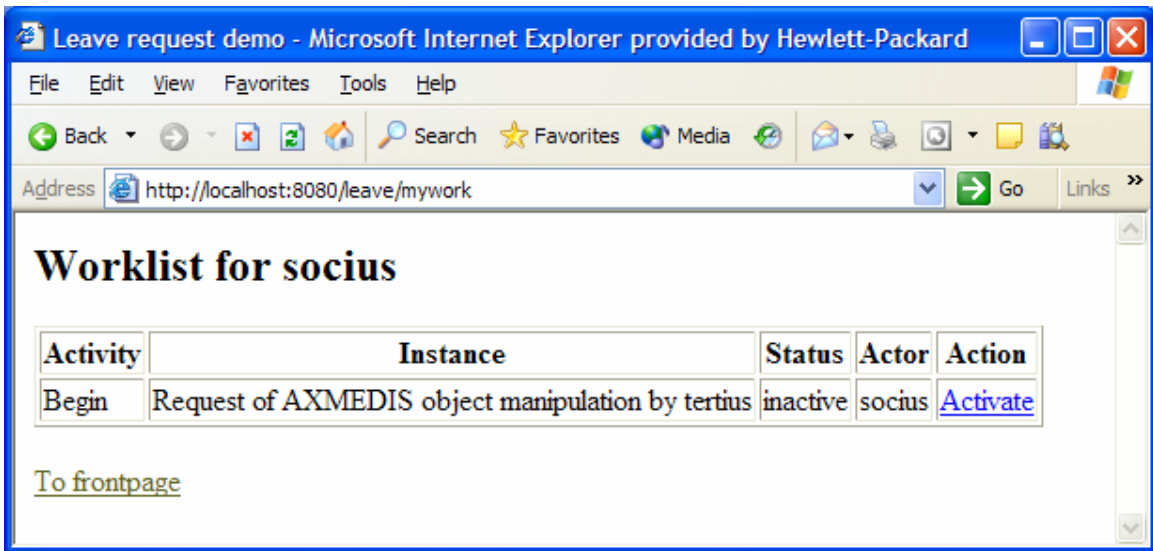 Leave request demo - Microsoft Internet Explorer provided by Hewlett-Packard
File Edit View Favorites Tools Help
Back Search Favorites Media
Address http://localhost:8080/leave/mywork Go Links »
Worklist for socius
Activity Instance Status Actor Action
Begin Request of AXMEDIS object manipulation by tertius inactive socius Activate
To frontpage